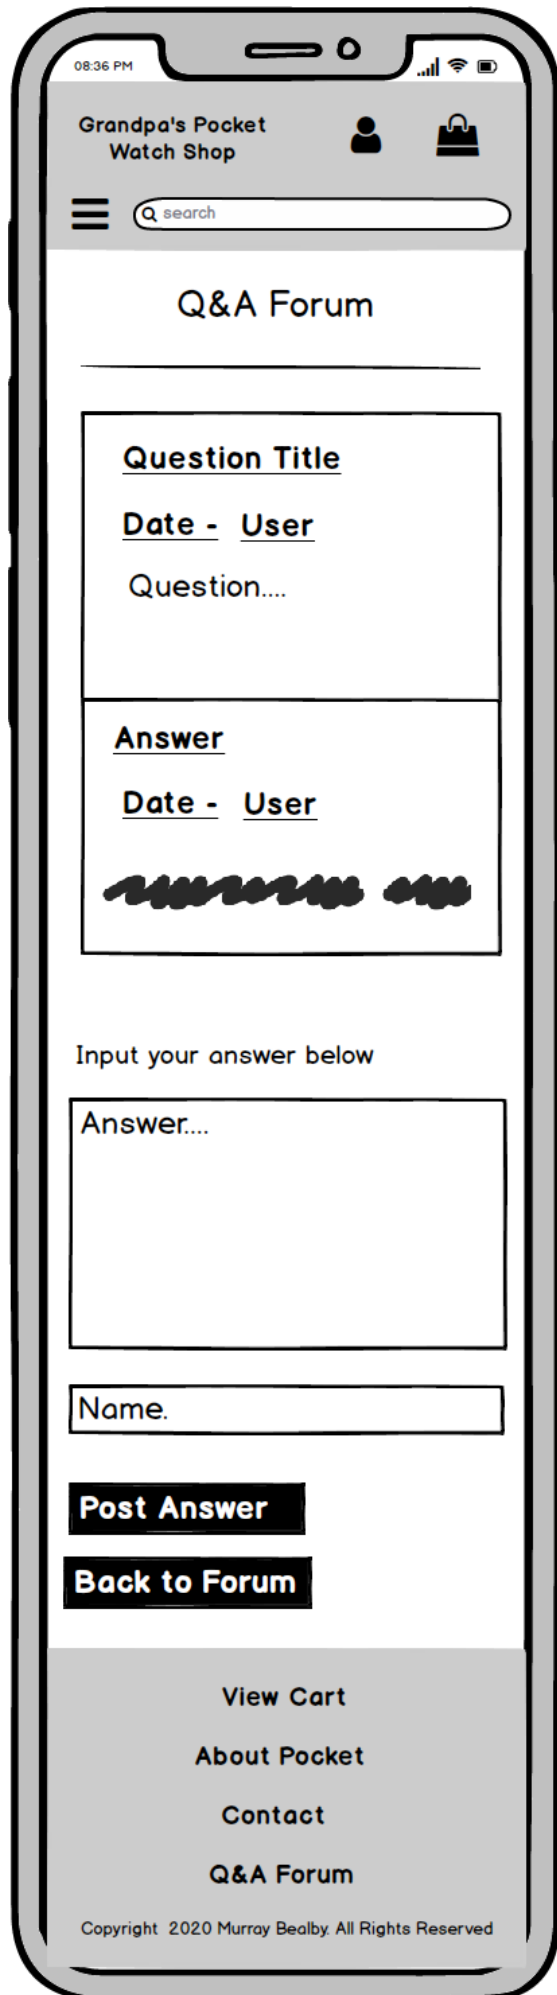 08:36 PM
Grandpa's Pocket
Watch Shop
search
Q&A Forum
Question Title
Date - User
Question....
Answer
Date - User
Input your answer below
Answer....
Name.
Post Answer
Back to Forum
View Cart
About Pocket
Contact
Q&A Forum
Copyright 2020 Murray Bealby. All Rights Reserved